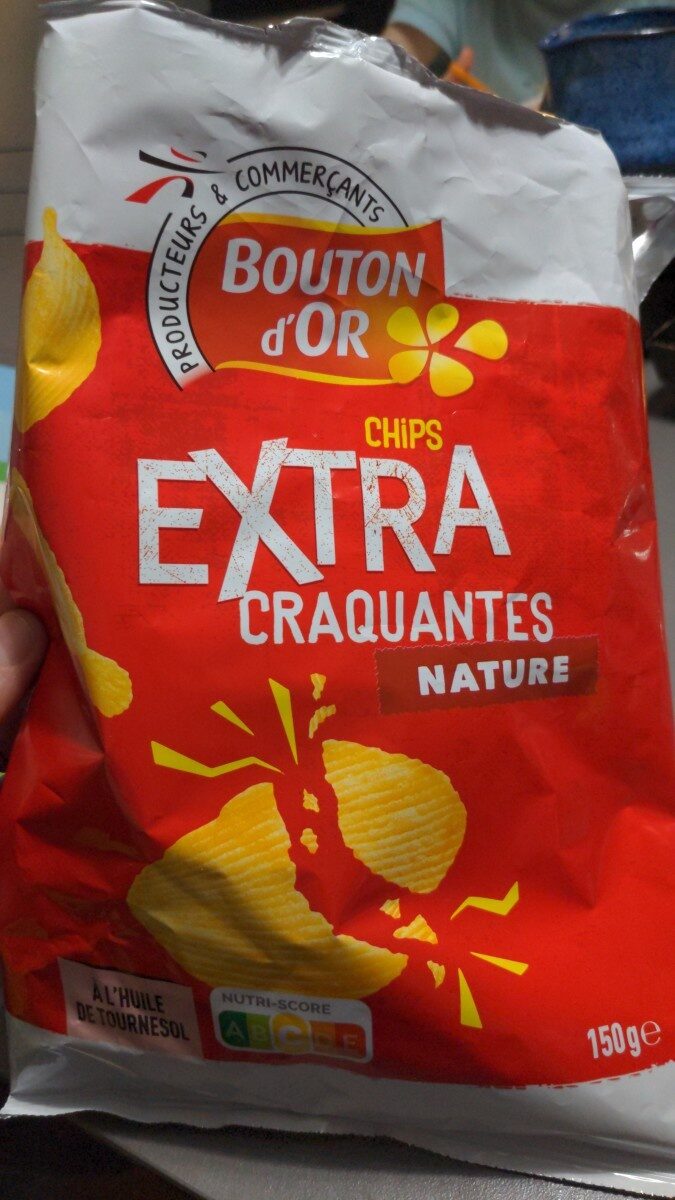 PRODUCTEURS & COMMERÇANTS
BOUTON
d'OR
CHiPS
EXTRA
CRAQUANTES
NATURE
À L'HUILE
DE TOURNESOL
NUTRI-SCORE
A B C D E
150g e